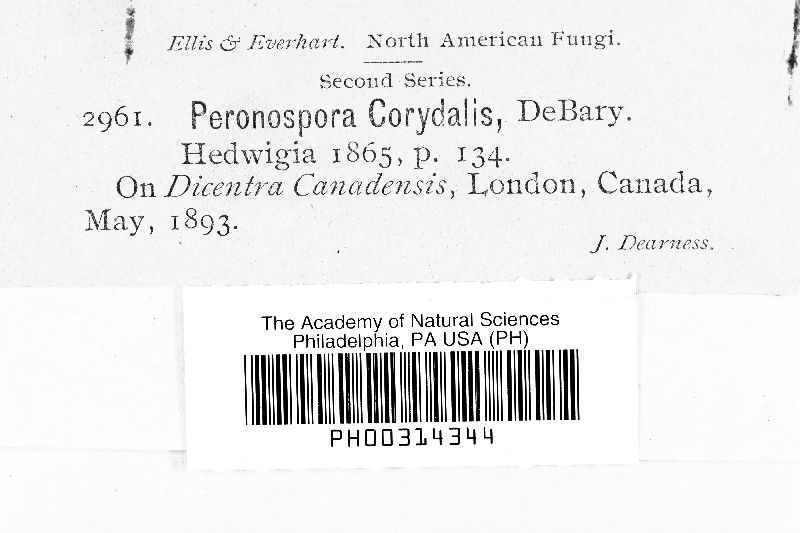 Ellis & Everhart. North American Fungi.
Second Series.
2961. Peronospora Corydalis, DeBary.
Hedwigia 1865, p. 134.
On Dicentra Canadensis, London, Canada,
May, 1893.
J. Dearness.
The Academy of Natural Sciences
Philadelphia, PA USA (PH)
PH00314344